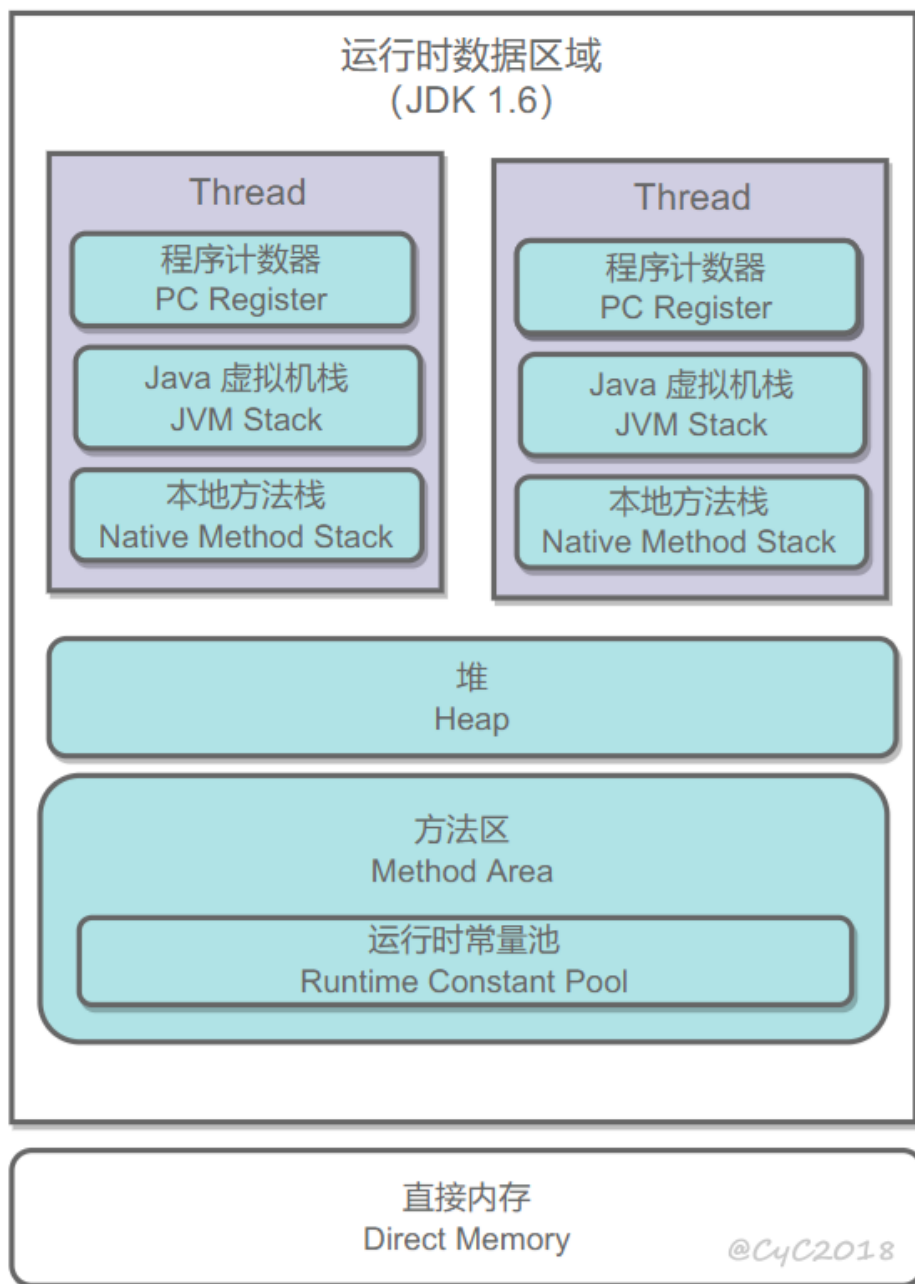 运行时数据区域
(JDK 1.6)
Thread
程序计数器
PC Register
Java 虚拟机栈
JVM Stack
本地方法栈
Native Method Stack
Thread
程序计数器
PC Register
Java 虚拟机栈
JVM Stack
本地方法栈
Native Method Stack
堆
Heap
方法区
Method Area
运行时常量池
Runtime Constant Pool
直接内存
Direct Memory
@CyC2018